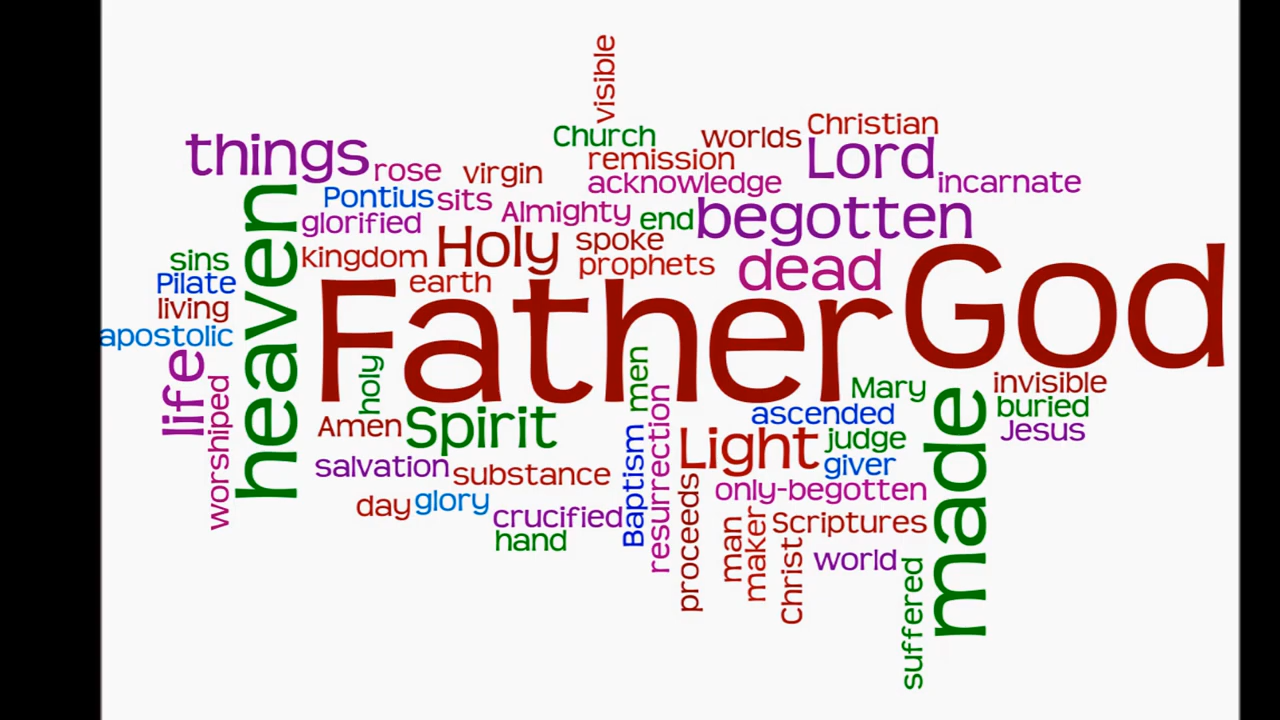 visible
Church
worlds
Christian
things
rose
virgin
remission
Lord
acknowledge
incarnate
heaven
Pontius
sits
glorified
Almighty
end
begotten
kingdom
Holy
spoke
prophets
dead
God
sins
Pilate
living
apostolic
earth
Father
life
worshiped
holy
men
Mary
invisible
buried
Jesus
Amen
Spirit
ascended
made
Light
judge
giver
salvation
substance
Baptism
resurrection
only-begotten
day
glory
crucified
hand
proceeds
man
maker
Christ
Scriptures
world
suffered